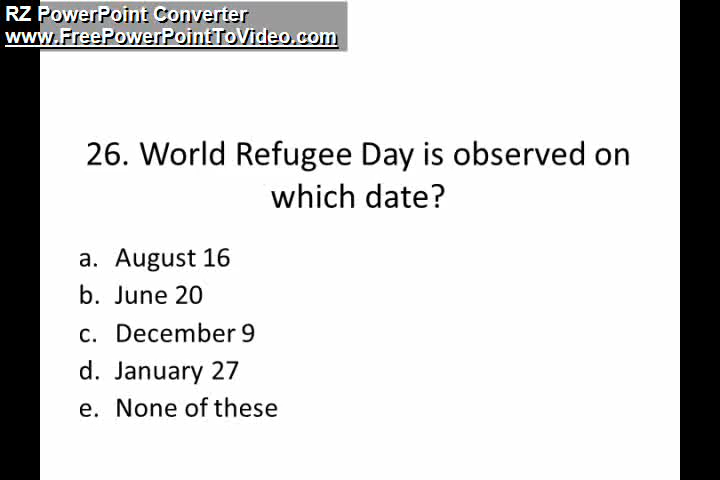 RZ PowerPoint Converter
www.FreePowerPointToVideo.com
26. World Refugee Day is observed on
which date?
a. August 16
b. June 20
c. December 9
d. January 27
e. None of these